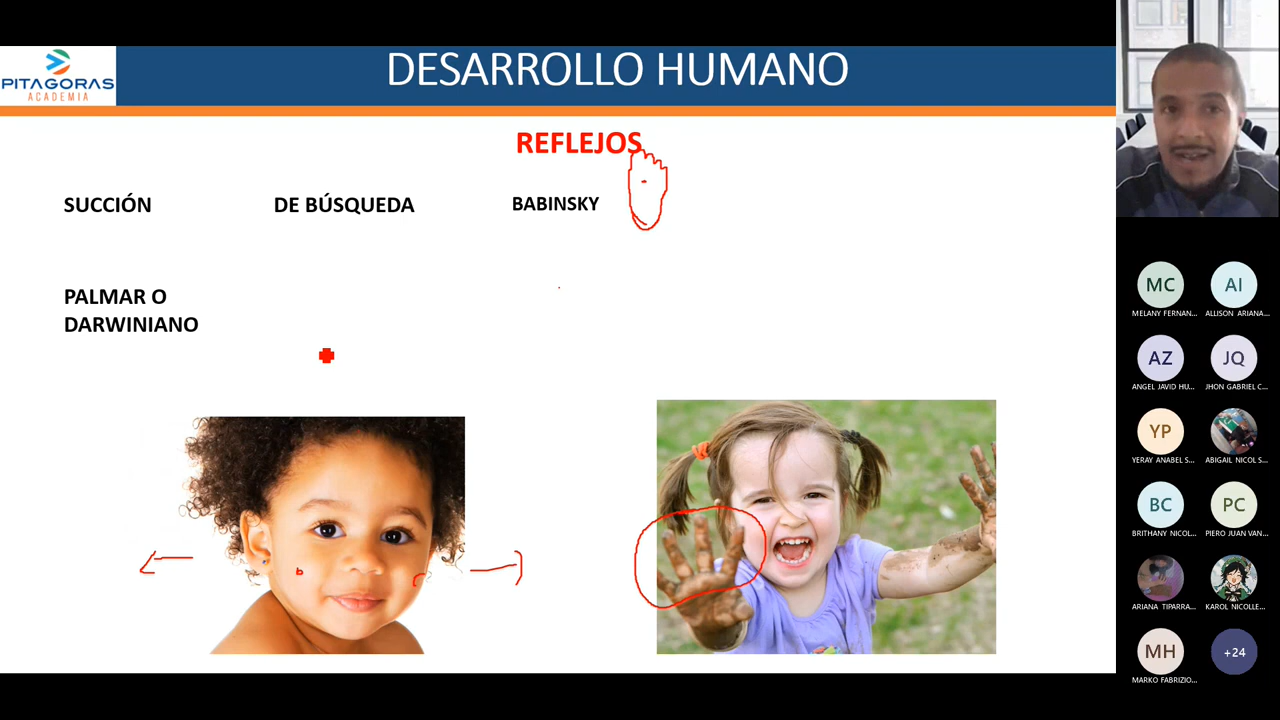 PITAGORAS
ACADEMIA
DESARROLLO HUMANO
REFLEJOS
SUCCIÓN
DE BÚSQUEDA
BABINSKY
PALMAR O
DARWINIANO
MC
MELANY FERNAN...
AI
ALLISON ARIANA...
AZ
ANGEL JAVID HU...
JQ
JHON GABRIEL C...
YP
YERAY ANABEL S...
ABIGAIL NICOL S...
BC
BRITHANY NICOL...
PC
PIERO JUAN VAN...
ARIANA TIPARRA...
KAROL NICOLLE...
MH
MARKO FABRIZIO...
+24